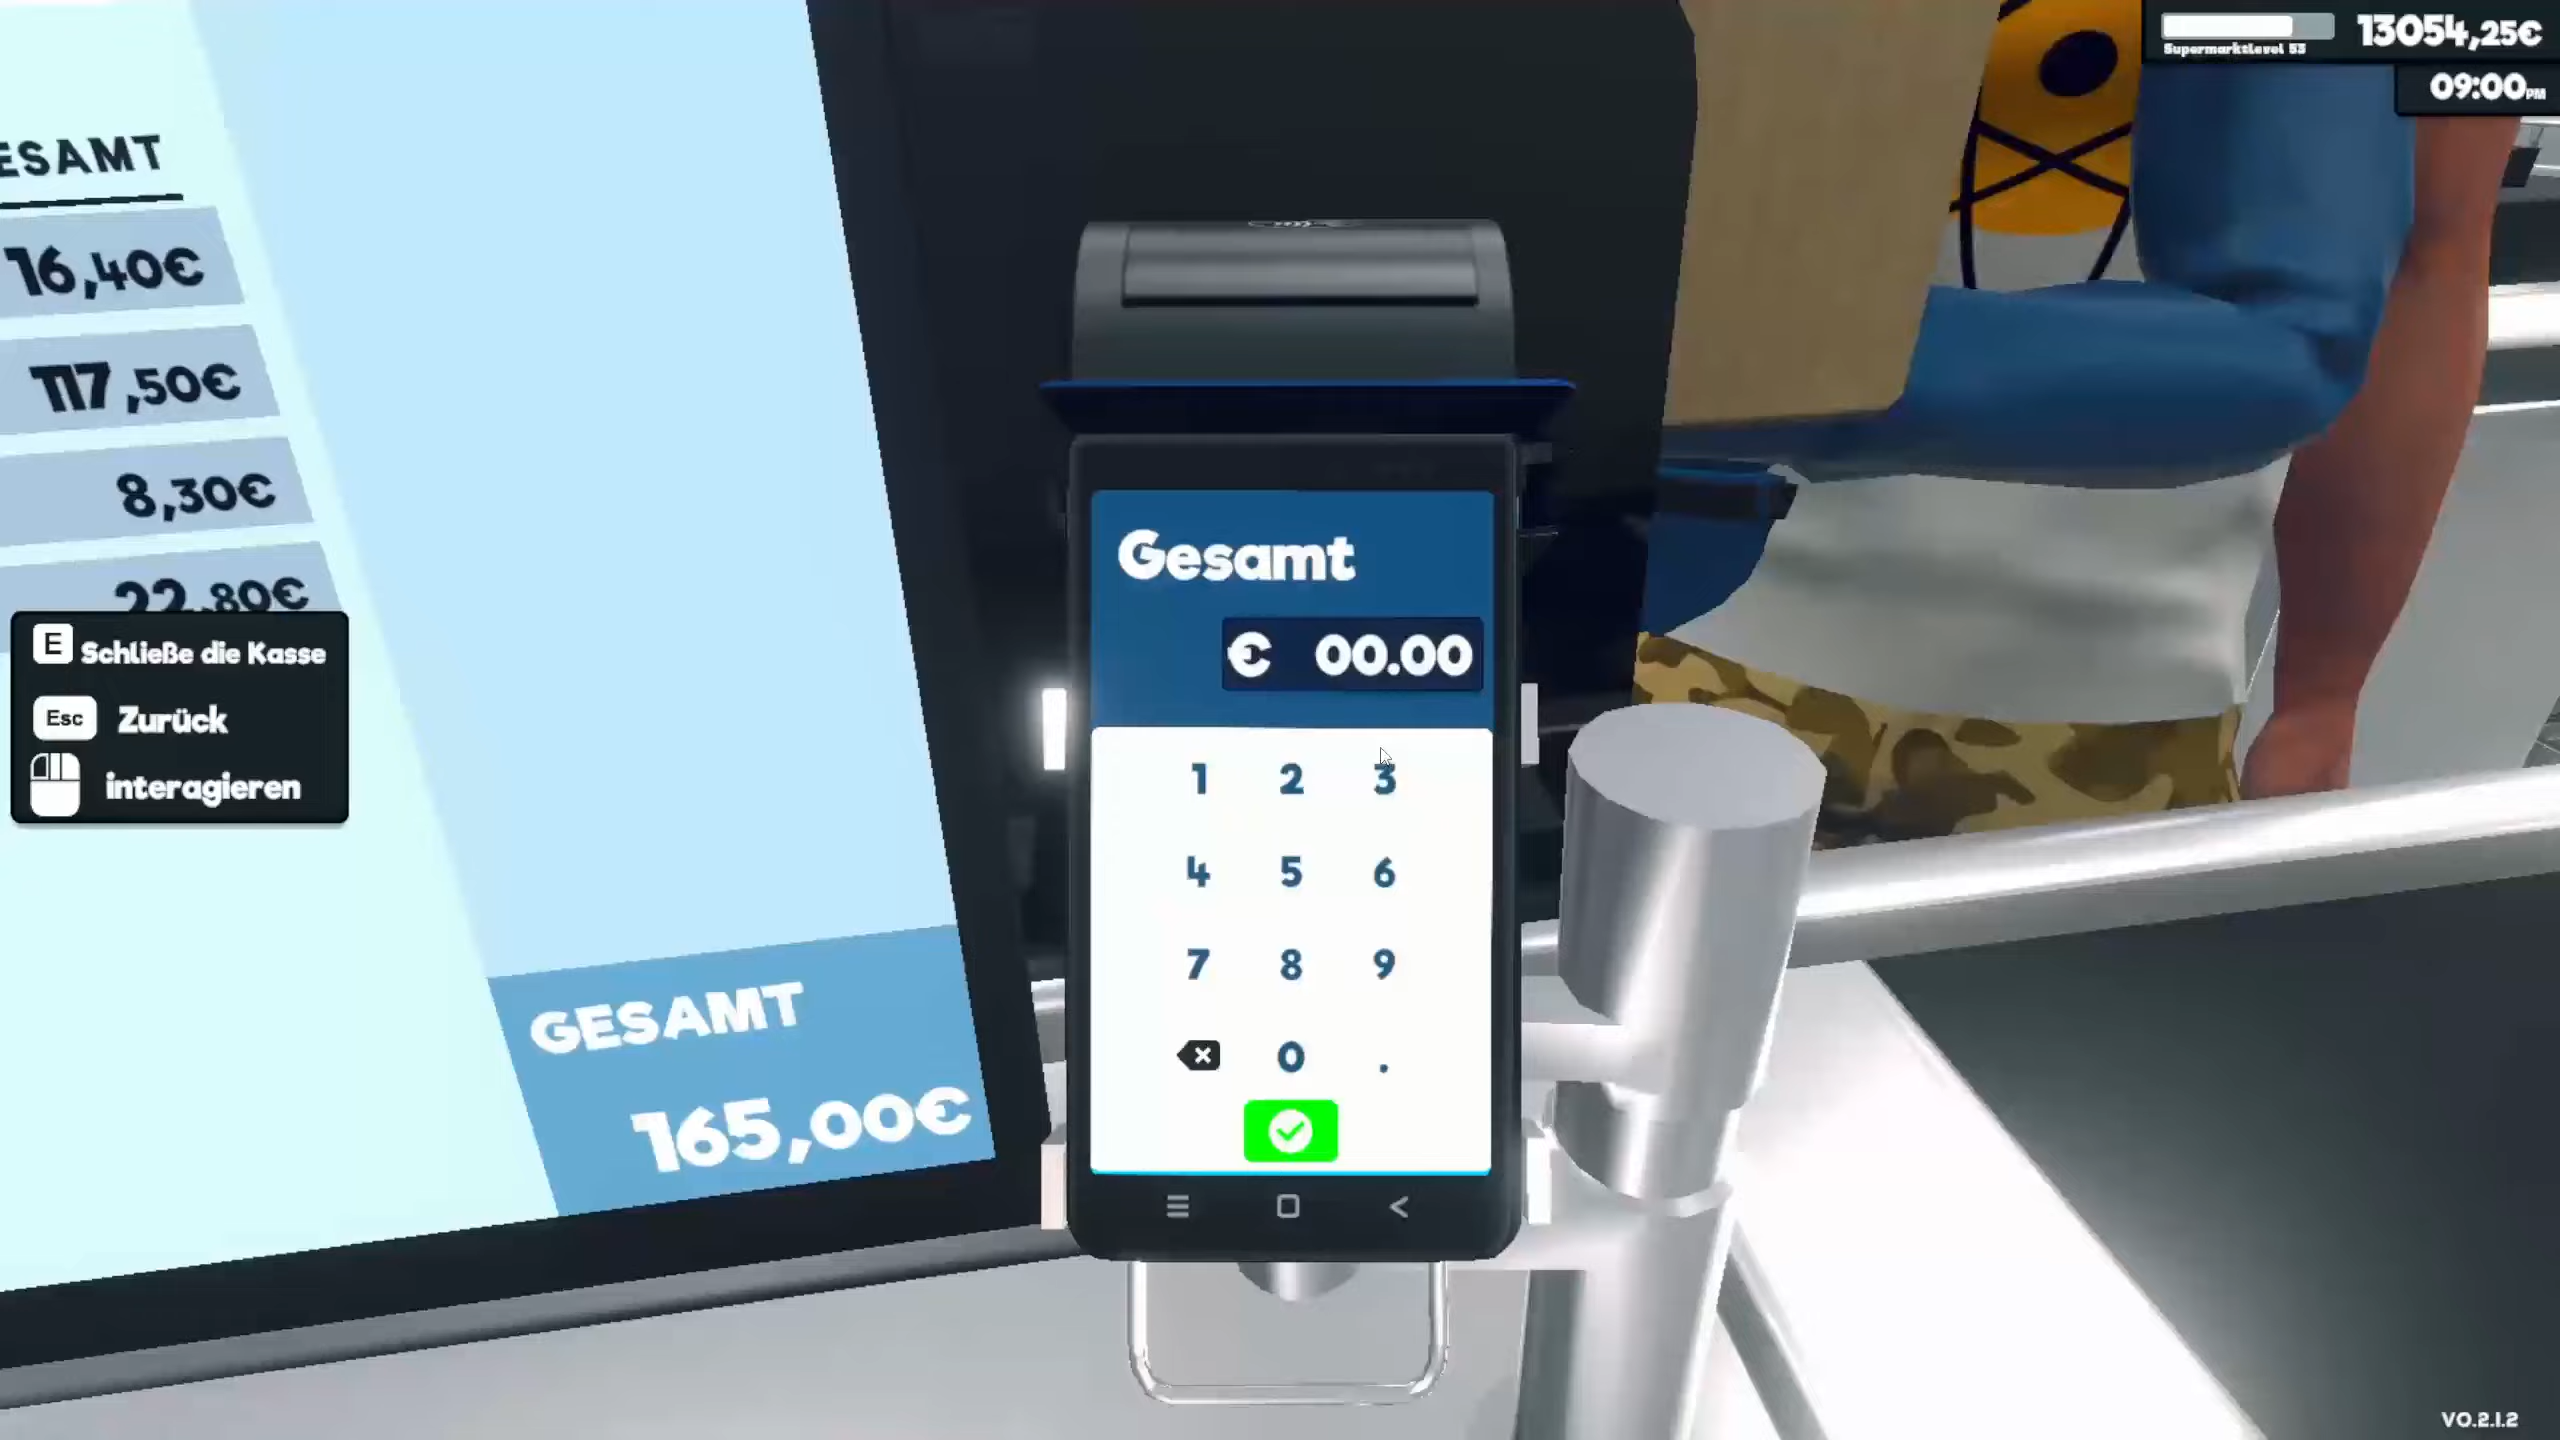 ESAMT
16,40€
117,50€
8,30€
22,80€
E Schließe die Kasse
Esc Zurück
interagieren
GESAMT
165,00€
Gesamt
€ 00.00
1 2 3
4 5 6
7 8 9
0 .
13054,25€
Supermarktlevel 53
09:00PM
V0.2.1.2